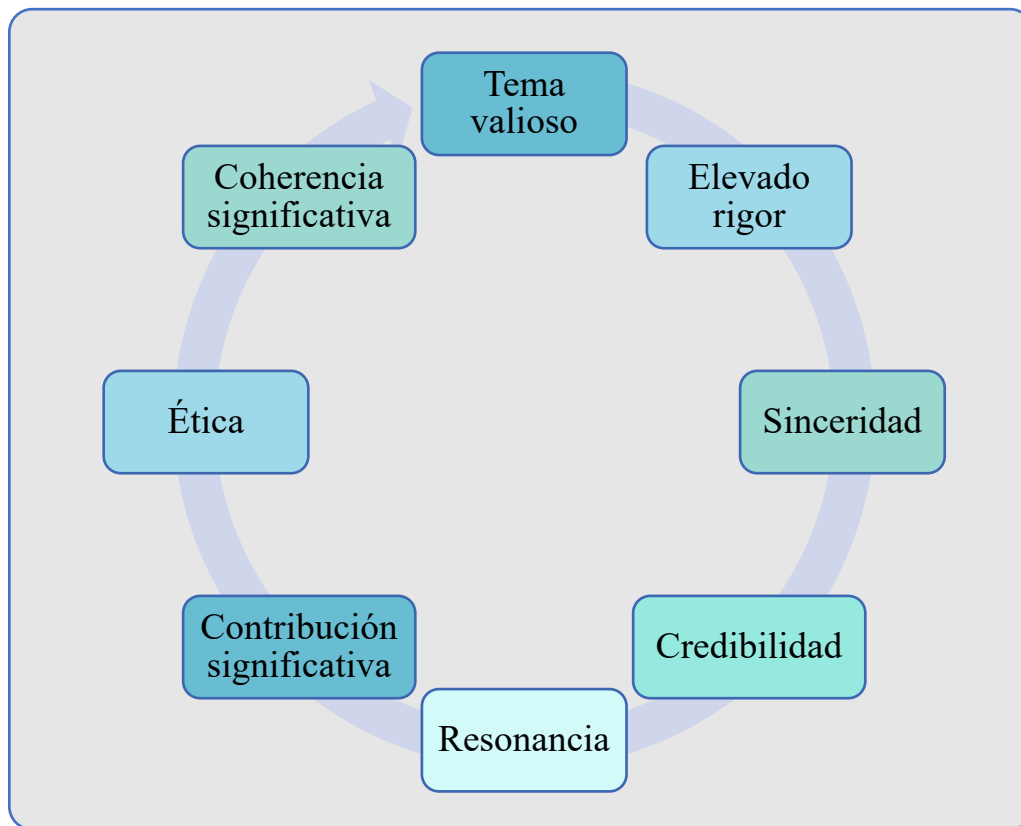 Tema
valioso
Elevado
rigor
Sinceridad
Credibilidad
Resonancia
Contribución
significativa
Ética
Coherencia
significativa